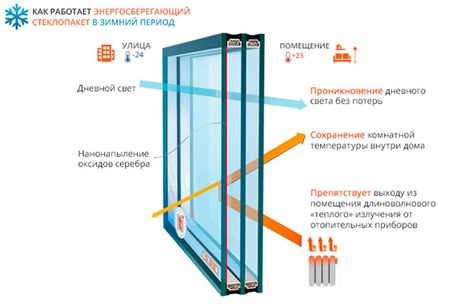 КАК РАБОТАЕТ ЭНЕРГОСБЕРЕГАЮЩИЙ
СТЕКЛОПАКЕТ В ЗИМНИЙ ПЕРИОД
УЛИЦА
-24
ПОМЕЩЕНИЕ
+23
Дневной свет
Проникновение дневного
света без потерь
Сохранение комнатной
температуры внутри дома
Нанонапыление
оксидов серебра
Препятствует выходу из
помещения длинноволнового
«теплого» излучения от
отопительных приборов